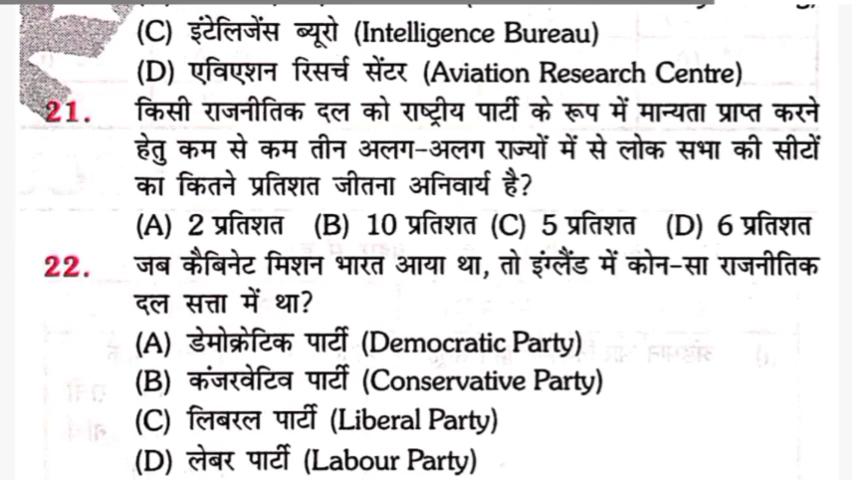 (C) इंटेलिजेंस ब्यूरो (Intelligence Bureau)
(D) एविएशन रिसर्च सेंटर (Aviation Research Centre)
21. किसी राजनीतिक दल को राष्ट्रीय पार्टी के रूप में मान्यता प्राप्त करने
हेतु कम से कम तीन अलग-अलग राज्यों में से लोक सभा की सीटों
का कितने प्रतिशत जीतना अनिवार्य है?
(A) 2 प्रतिशत (B) 10 प्रतिशत (C) 5 प्रतिशत (D) 6 प्रतिशत
22. जब कैबिनेट मिशन भारत आया था, तो इंग्लैंड में कोन-सा राजनीतिक
दल सत्ता में था?
(A) डेमोक्रेटिक पार्टी (Democratic Party)
(B) कंजरवेटिव पार्टी (Conservative Party)
(C) लिबरल पार्टी (Liberal Party)
(D) लेबर पार्टी (Labour Party)